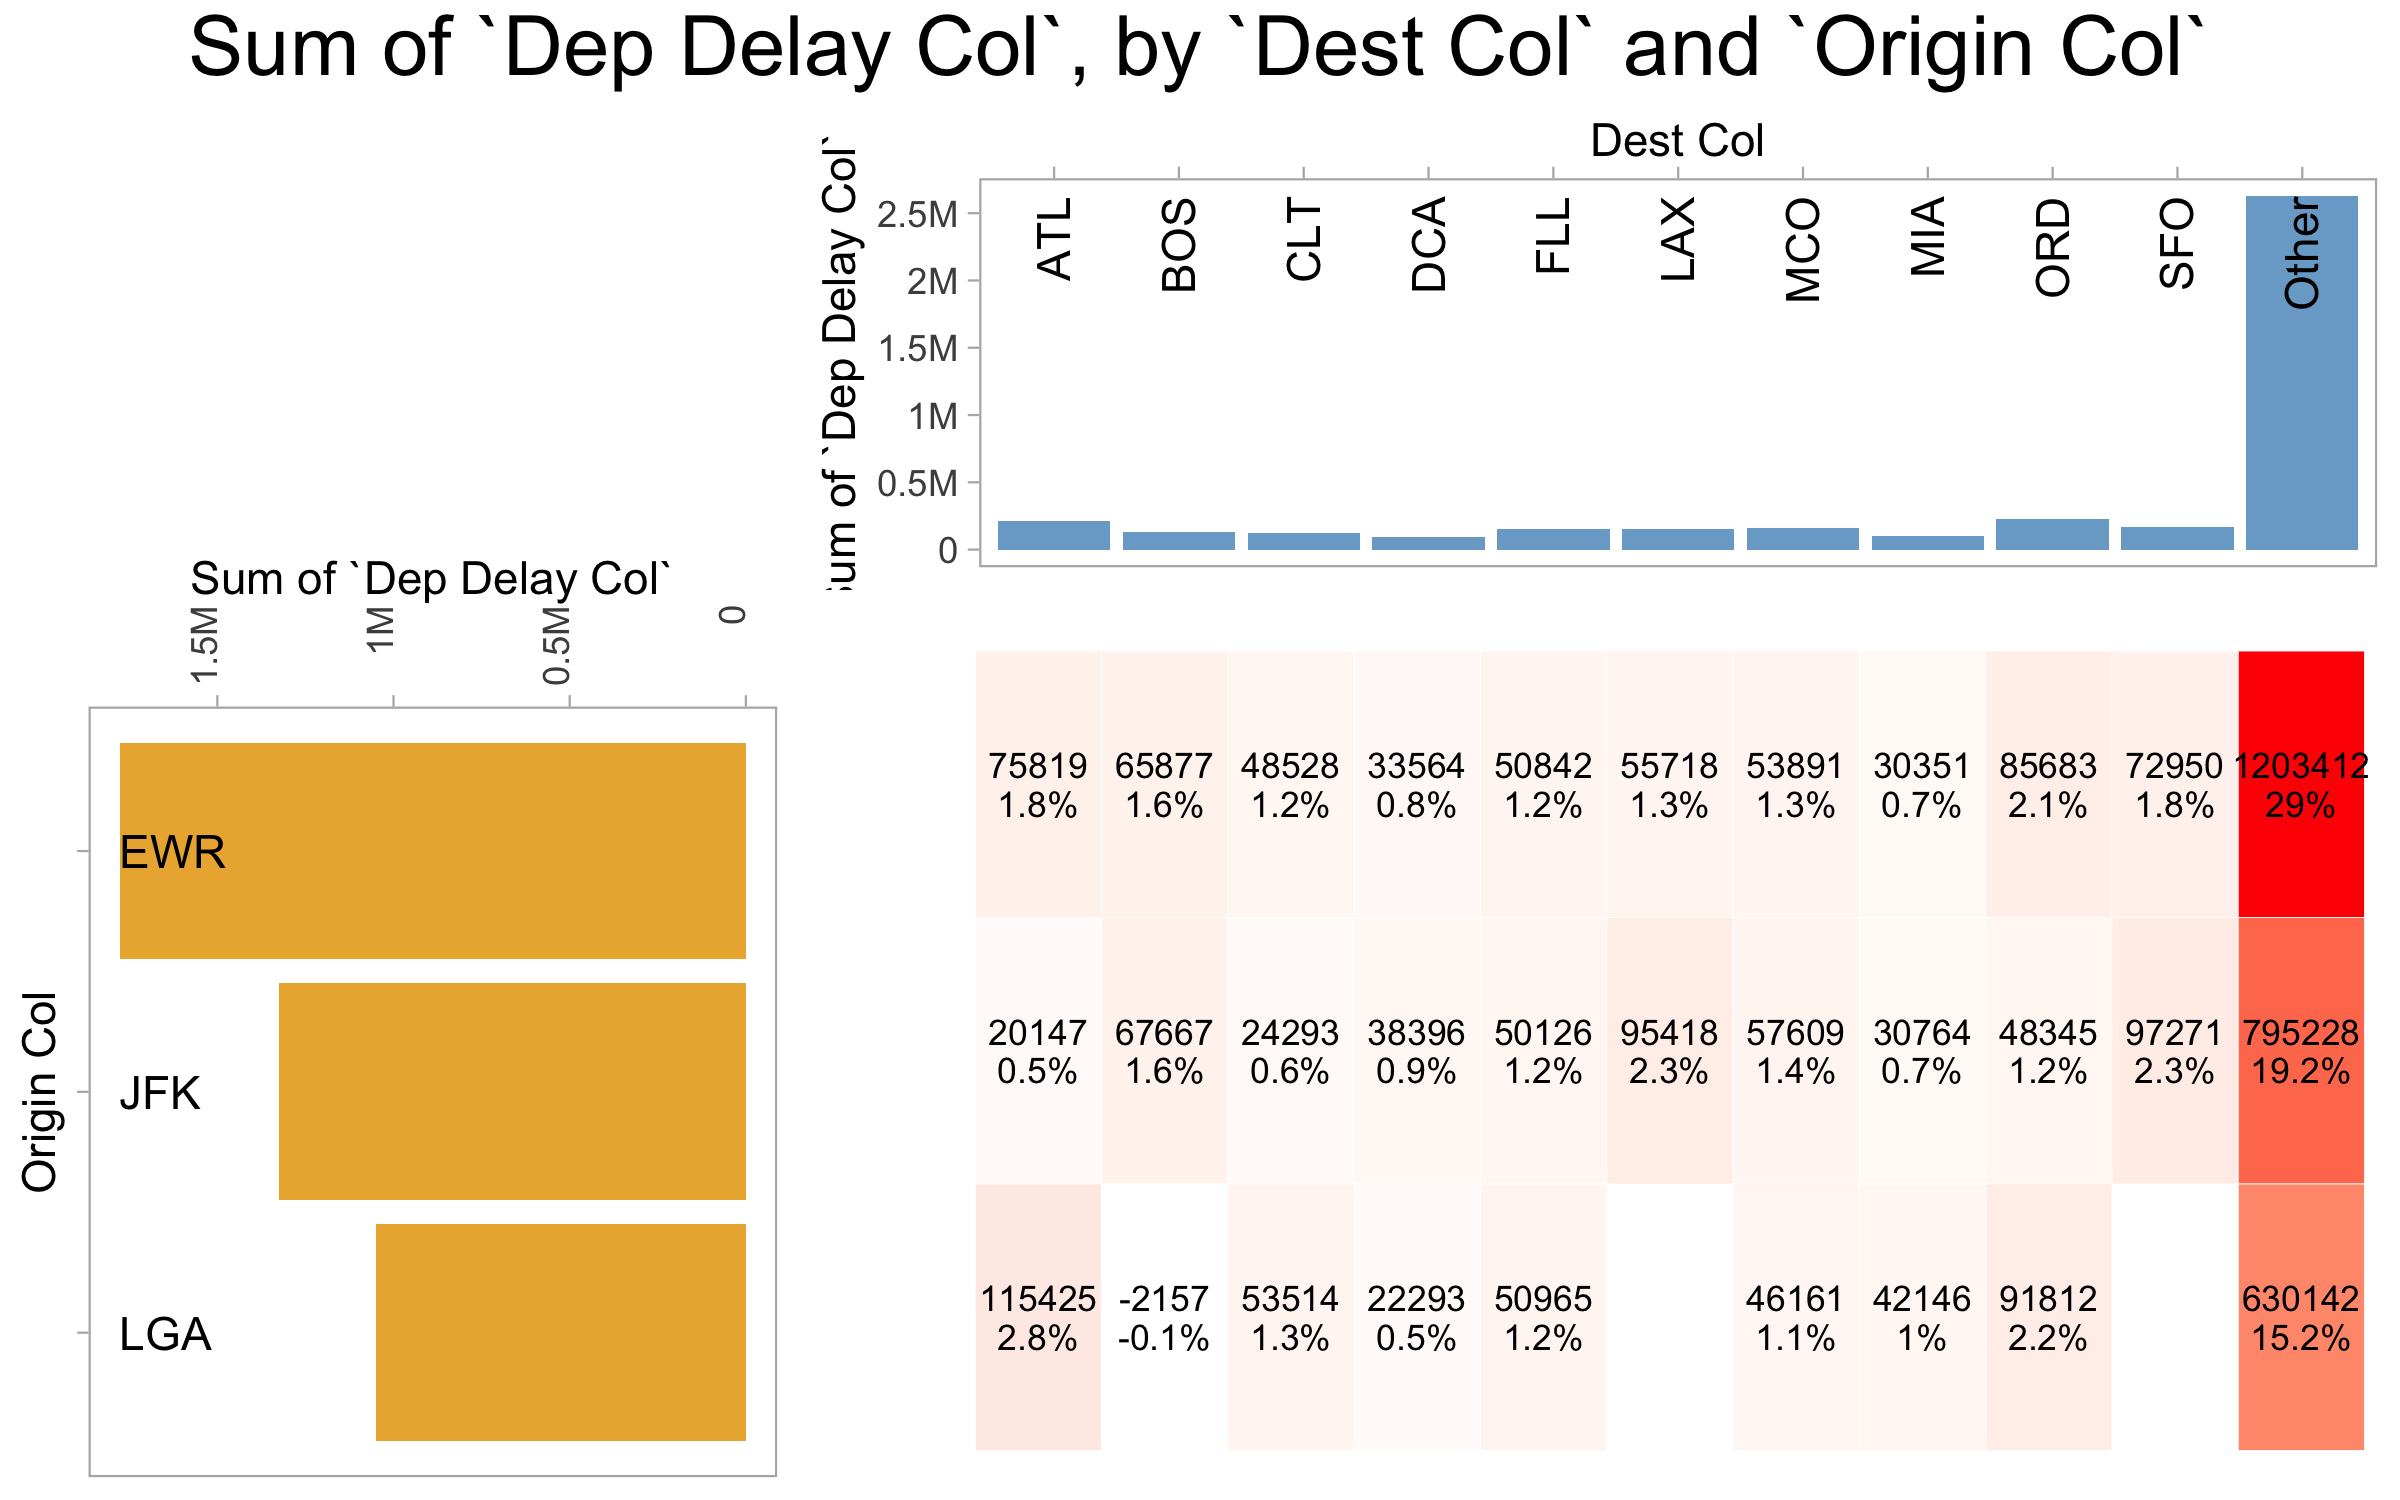 Sum of `Dep Delay Col`, by `Dest Col` and `Origin Col`
Dest Col
Sum of `Dep Delay Col`
2.5M
2M
1.5M
1M
0.5M
0
ATL BOS CLT DCA FLL LAX MCO MIA ORD SFO Other
Sum of `Dep Delay Col`
1.5M 1M 0.5M 0
Origin Col
EWR
JFK
LGA
75819 65877 48528 33564 50842 55718 53891 30351 85683 72950 1203412
1.8% 1.6% 1.2% 0.8% 1.2% 1.3% 1.3% 0.7% 2.1% 1.8% 29%
20147 67667 24293 38396 50126 95418 57609 30764 48345 97271 795228
0.5% 1.6% 0.6% 0.9% 1.2% 2.3% 1.4% 0.7% 1.2% 2.3% 19.2%
115425 -2157 53514 22293 50965 46161 42146 91812 630142
2.8% -0.1% 1.3% 0.5% 1.2% 1.1% 1% 2.2% 15.2%